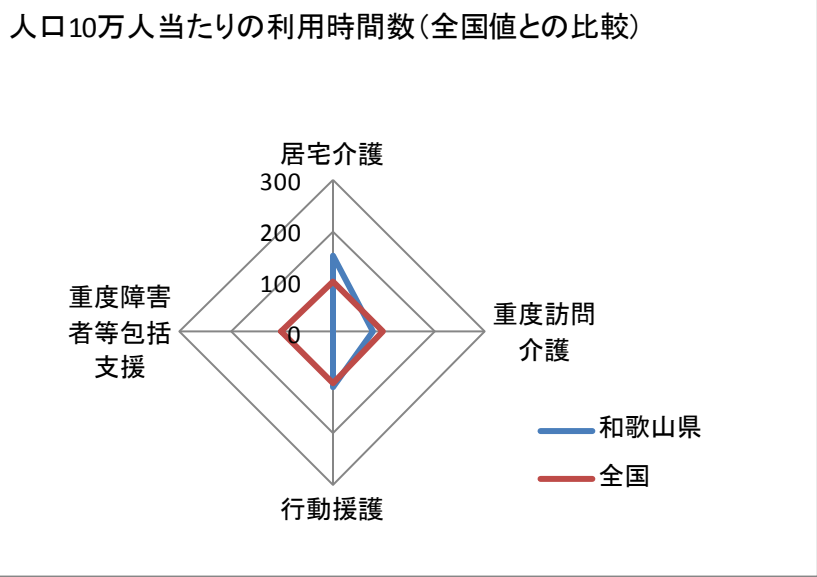 人口10万人当たりの利用時間数（全国値との比較）
居宅介護
300
200
100
0
重度障害
者等包括
支援
重度訪問
介護
和歌山県
全国
行動援護